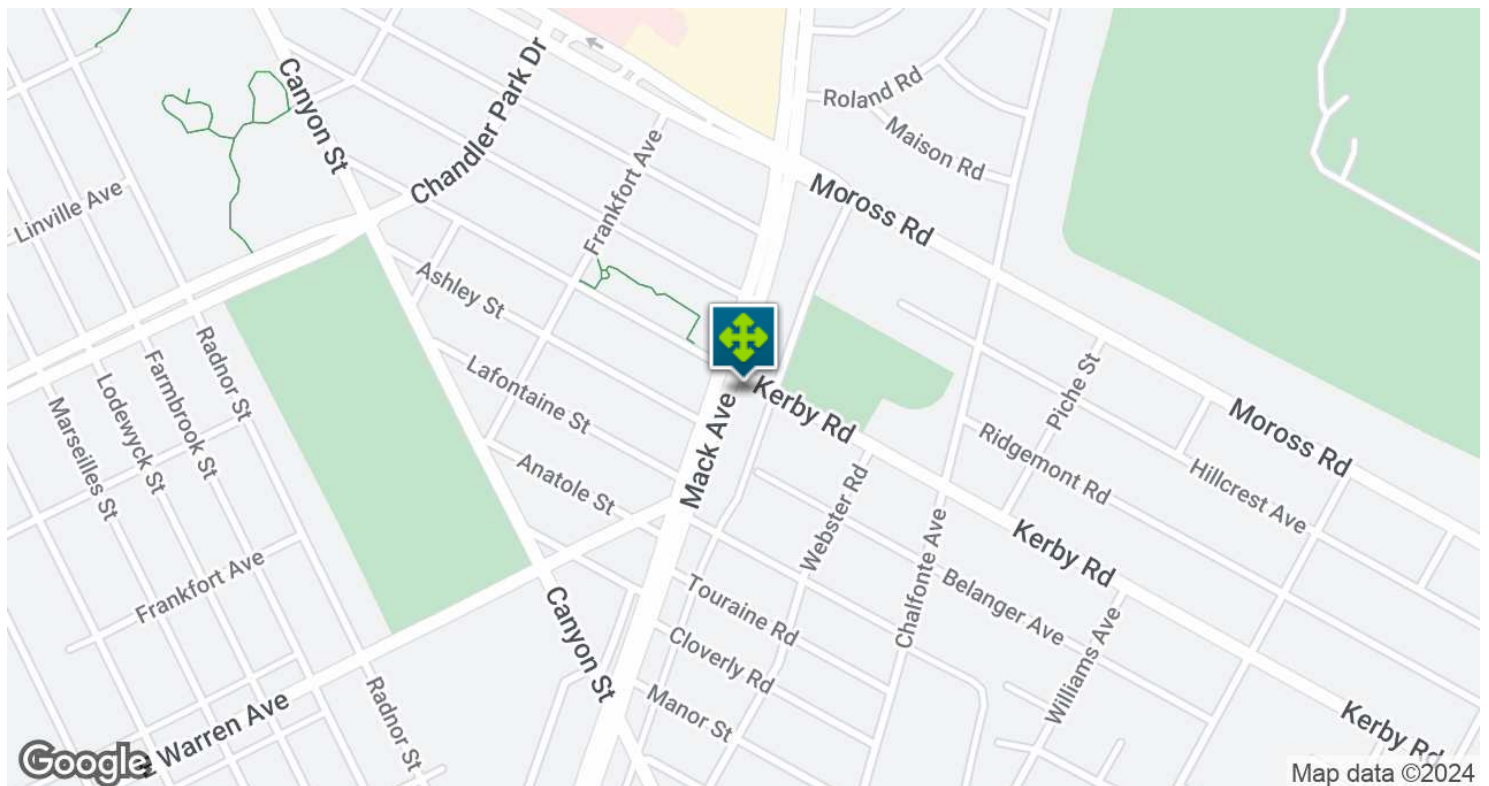 Canyon St
Chandler Park Dr
Roland Rd
Maison Rd
Frankfort Ave
Linville Ave
Moross Rd
Ashley St
Radnor St
Farmbrook St
Lodewyck St
Marseilles St
Lafontaine St
Mack Ave
Kerby Rd
Piche St
Moross Rd
Ridgemont Rd
Hillcrest Ave
Anatole St
Webster Rd
Chalfonte Ave
Kerby Rd
Frankfort Ave
Canyon St
Touraine Rd
Belanger Ave
Cloverly Rd
Williams Ave
Manor St
Radnor St
Warren Ave
Kerby Rd
Google
Map data ©2024